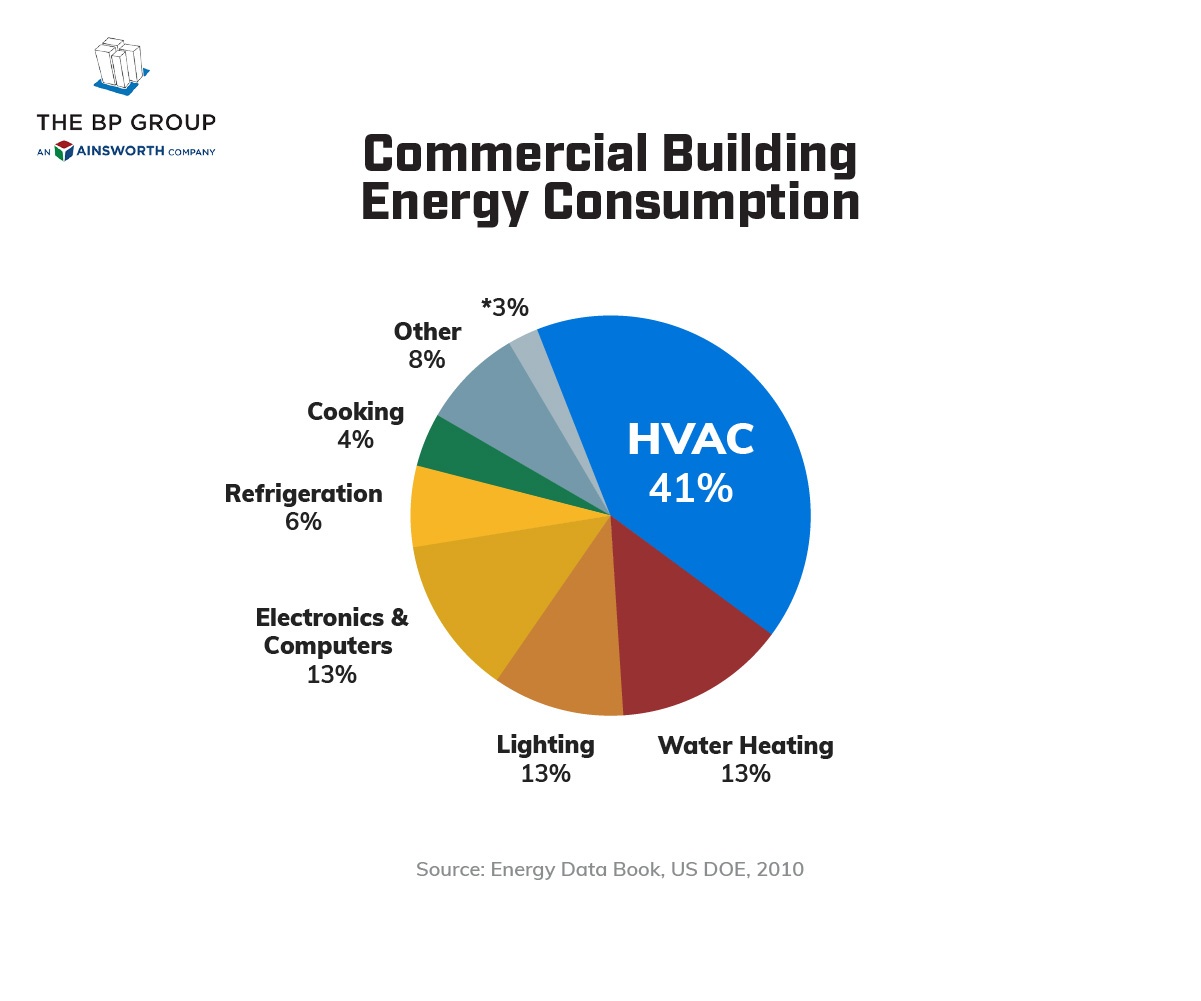 THE BP GROUP
AN AINSWORTH COMPANY
Commercial Building
Energy Consumption
*3%
Other
8%
Cooking
4%
HVAC
41%
Refrigeration
6%
Electronics &
Computers
13%
Lighting
13%
Water Heating
13%
Source: Energy Data Book, US DOE, 2010